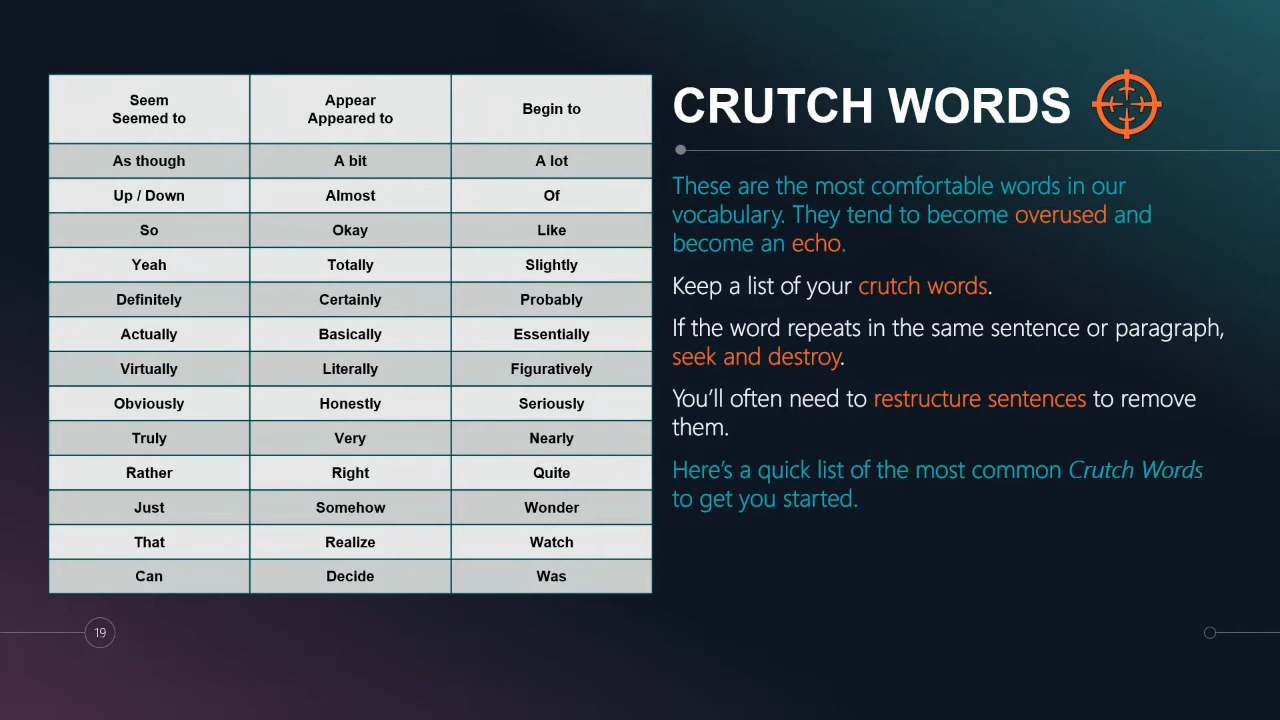 Seem Appear Begin to
Seemed to Appeared to
As though A bit A lot
Up / Down Almost Of
So Okay Like
Yeah Totally Slightly
Definitely Certainly Probably
Actually Basically Essentially
Virtually Literally Figuratively
Obviously Honestly Seriously
Truly Very Nearly
Rather Right Quite
Just Somehow Wonder
That Realize Watch
Can Decide Was
CRUTCH WORDS
These are the most comfortable words in our
vocabulary. They tend to become overused and
become an echo.
Keep a list of your crutch words.
If the word repeats in the same sentence or paragraph,
seek and destroy.
You'll often need to restructure sentences to remove
them.
Here's a quick list of the most common Crutch Words
to get you started.
19